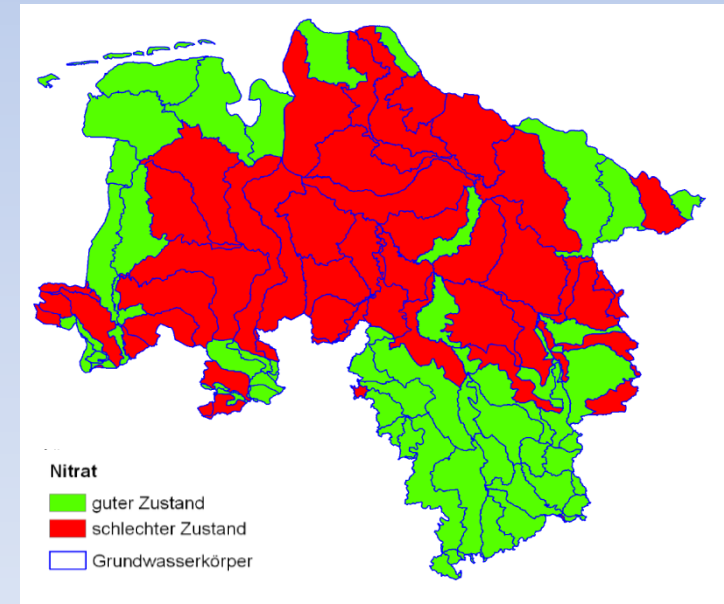 Nitrat
guter Zustand
schlechter Zustand
Grundwasserkörper